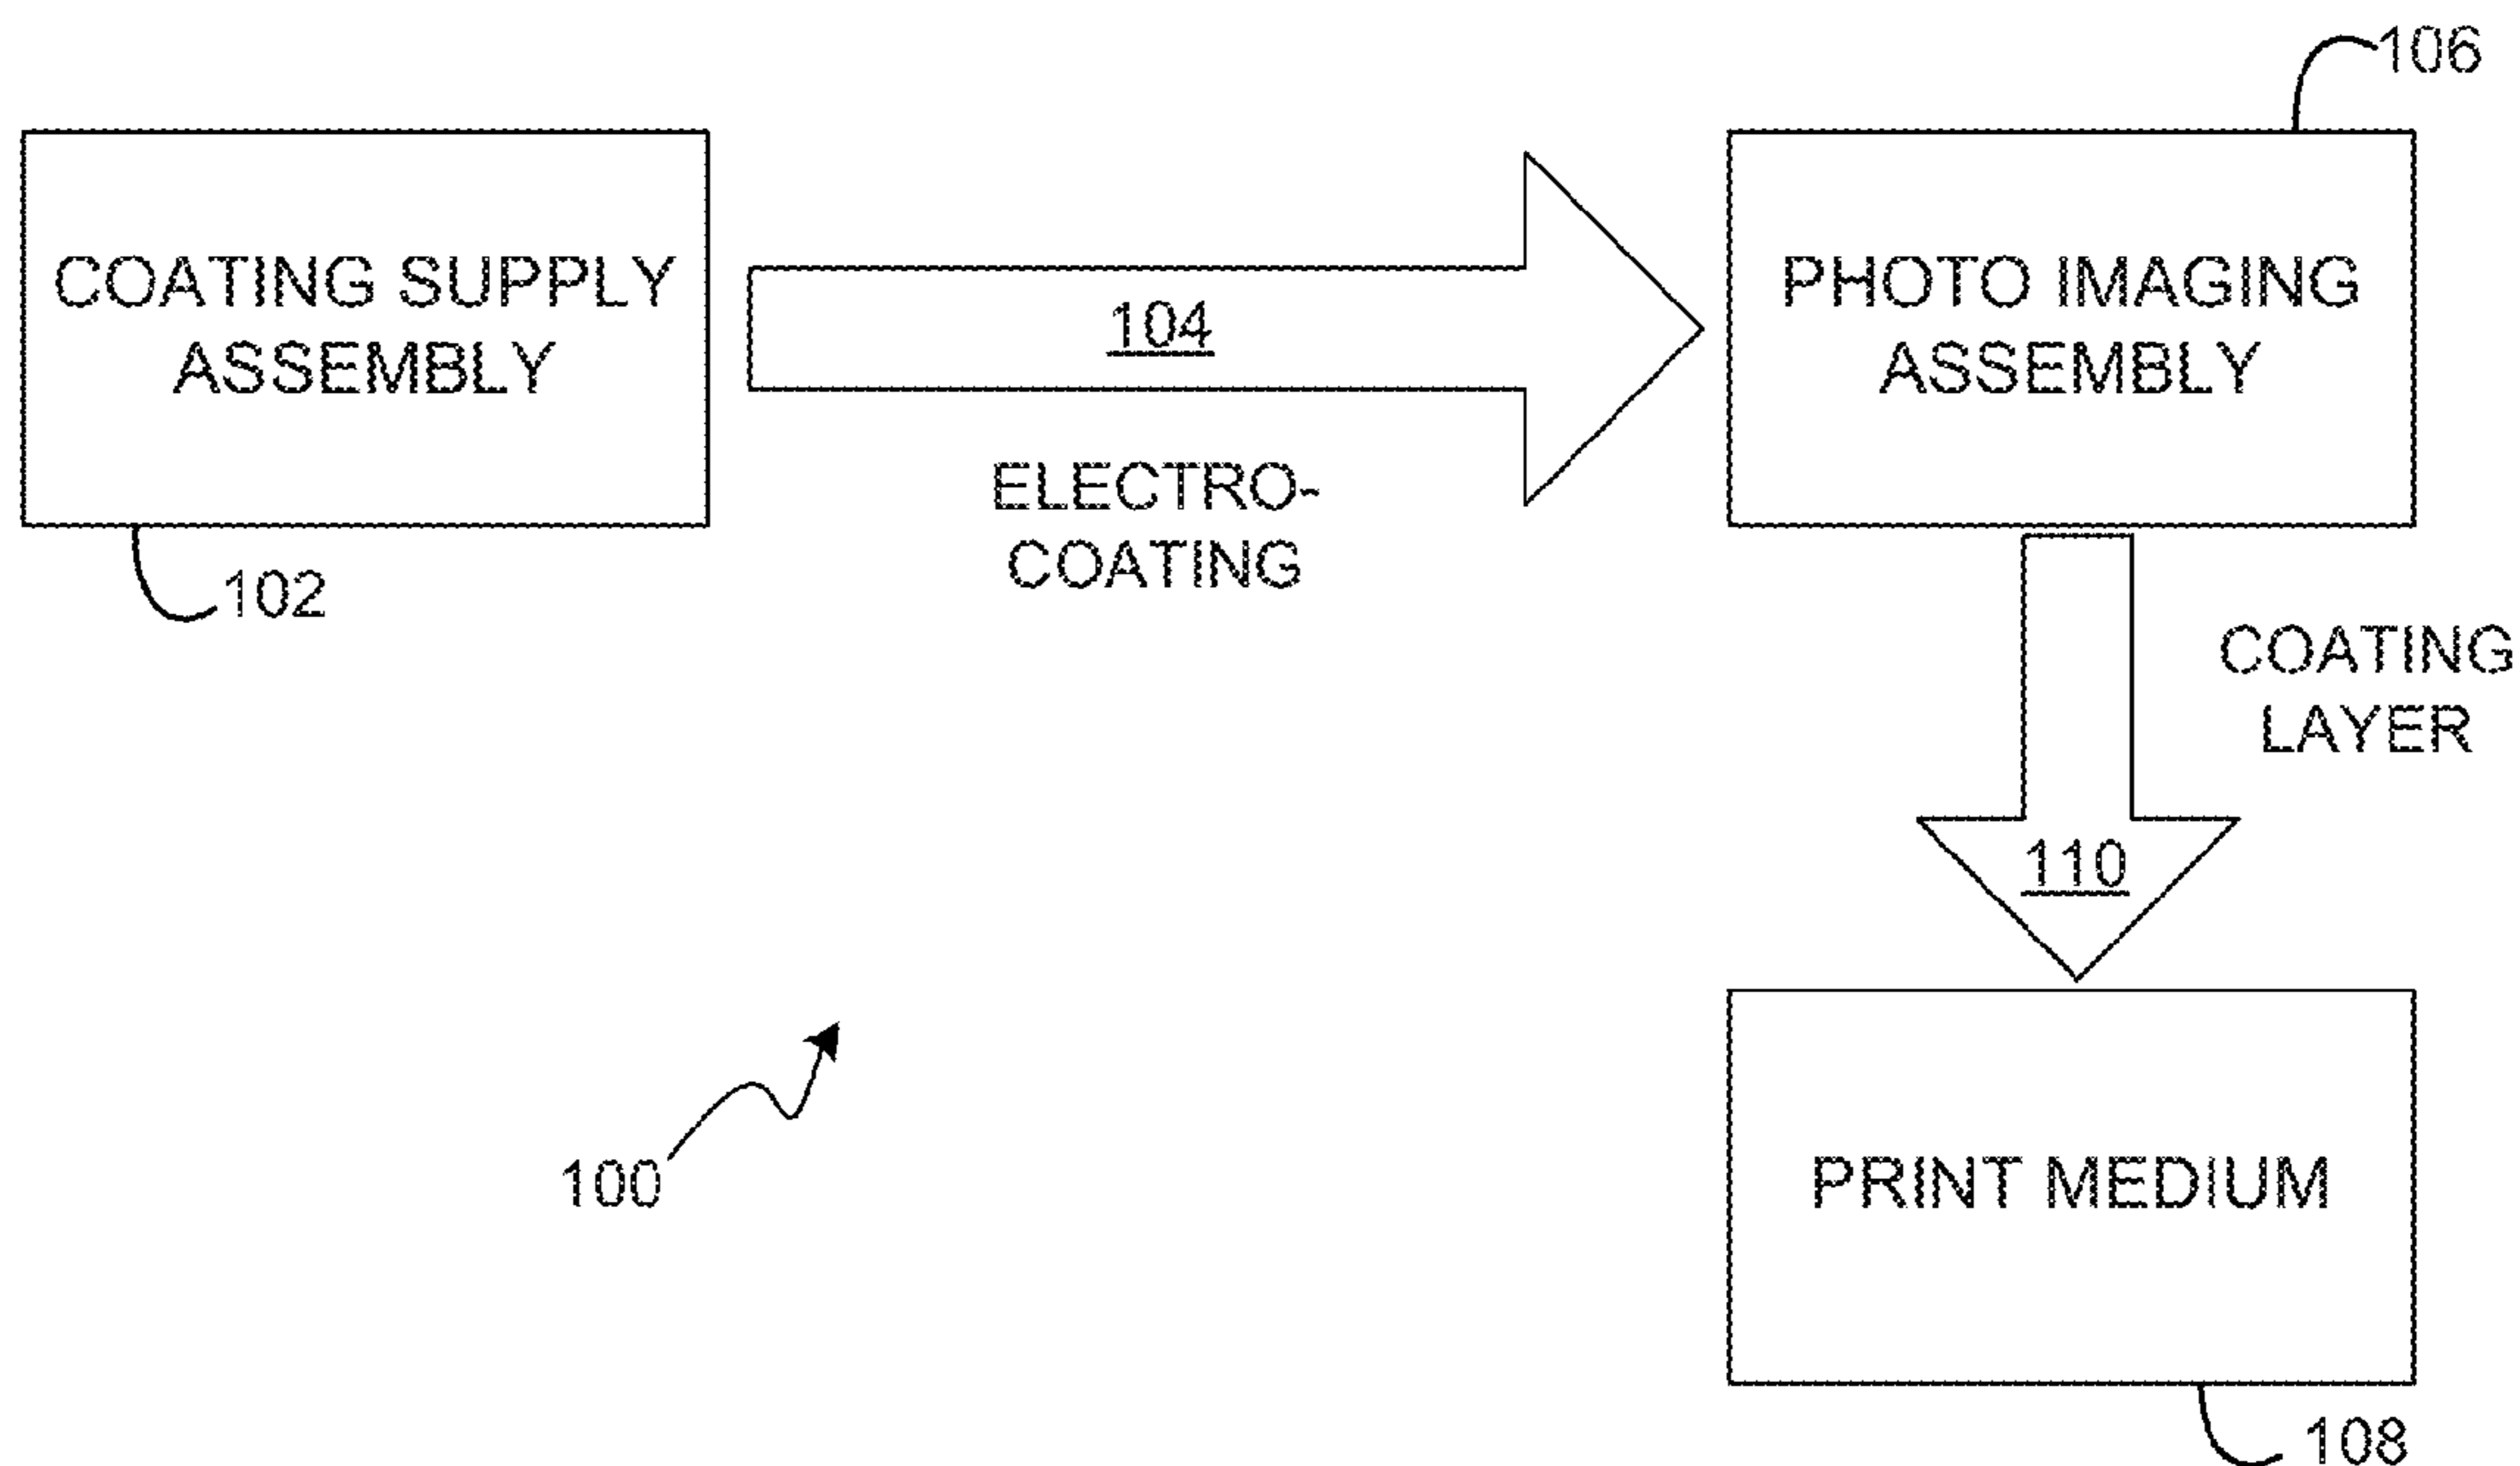 106
COATING SUPPLY
ASSEMBLY
104
PHOTO IMAGING
ASSEMBLY
ELECTRO-
COATING
102
COATING
LAYER
110
100
PRINT MEDIUM
108